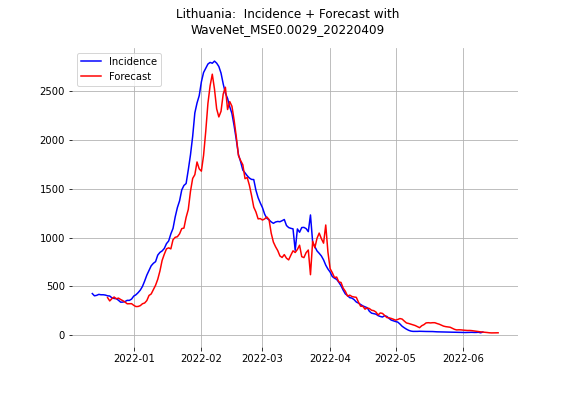 Lithuania:  Incidence + Forecast with
WaveNet_MSE0.0029_20220409
Incidence
Forecast
2500
2000
1500
1000
500
0
2022-01 2022-02 2022-03 2022-04 2022-05 2022-06